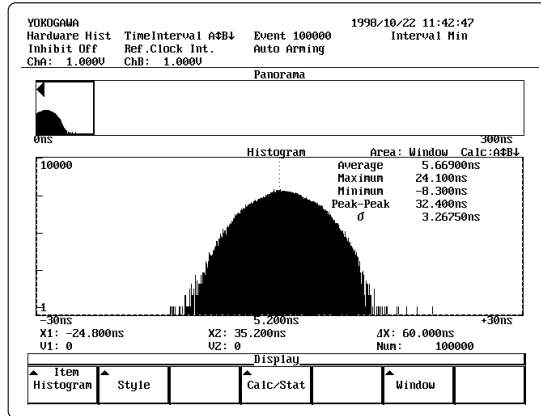 YOKOGAWA 1998/10/22 11:42:47
Hardware Hist TimeInterval A⇕B↓ Event 100000 Interval Min
Inhibit Off Ref.Clock Int. Auto Arming
ChA: 1.000V ChB: 1.000V
Panorama
0ns 300ns
Histogram Area: Window Calc:A⇕B↓
10000
Average 5.66900ns
Maximum 24.100ns
Minimum -8.300ns
Peak-Peak 32.400ns
σ 3.26750ns
1
-30ns 5.200ns +30ns
X1: -24.800ns X2: 35.200ns ΔX: 60.000ns
V1: 0 V2: 0 Num: 100000
Display
Item
Histogram Style Calc/Stat Window